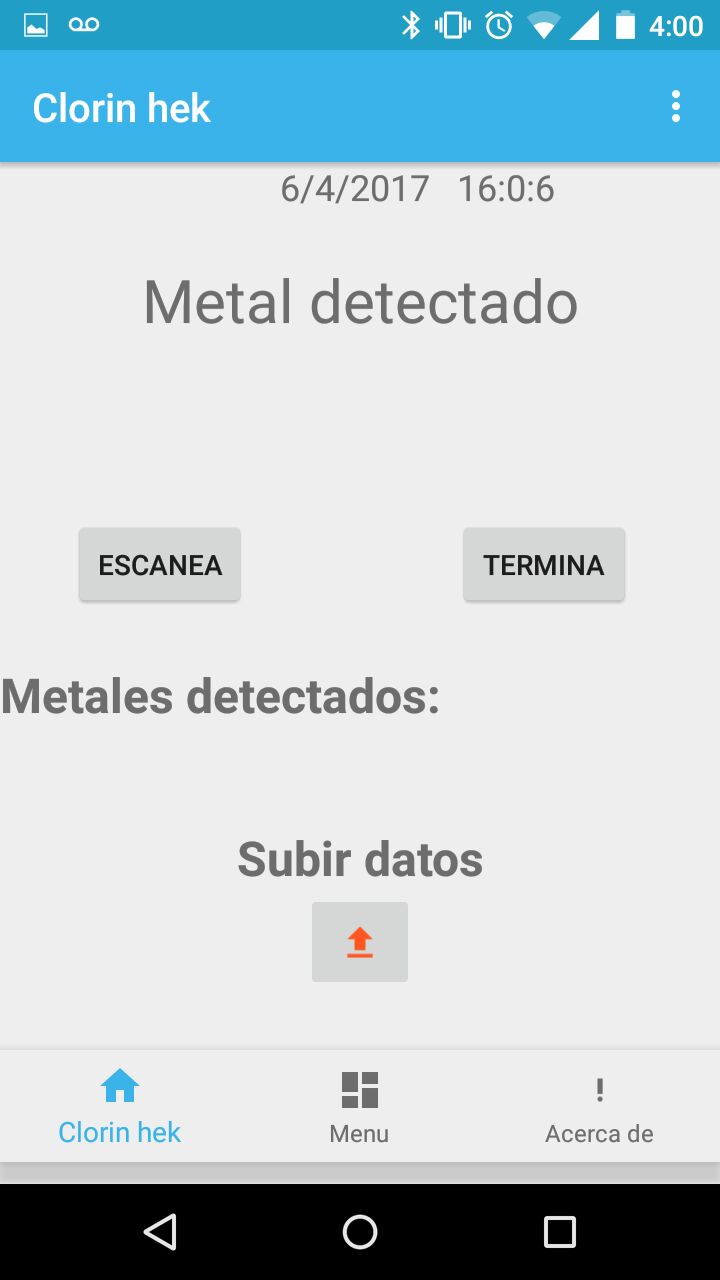 4:00
Clorin hek
6/4/2017 16:0:6
Metal detectado
ESCANEA TERMINA
Metales detectados:
Subir datos
Clorin hek Menu Acerca de